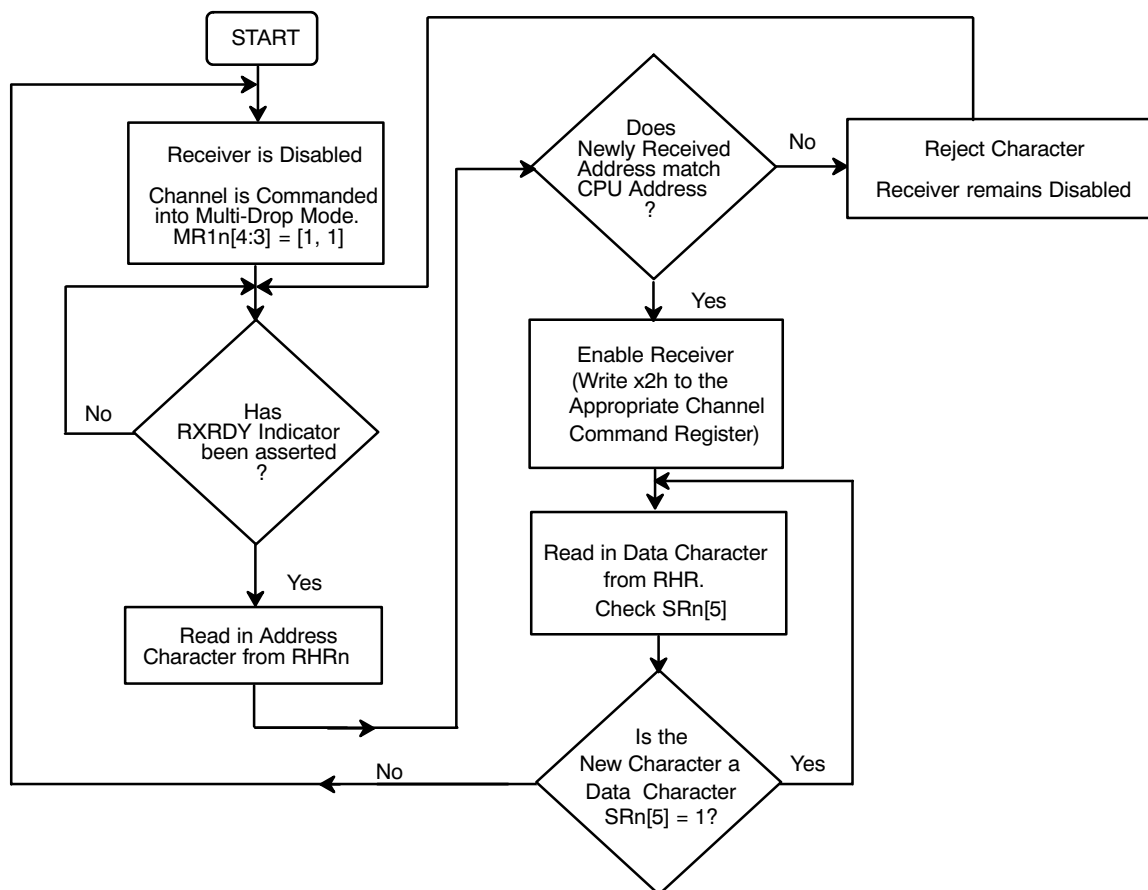 START
Receiver is Disabled
Channel is Commanded
into Multi-Drop Mode.
MR1n[4:3] = [1, 1]
No
Has
RXRDY Indicator
been asserted
?
Yes
Read in Address
Character from RHRn
Does
Newly Received
Address match
CPU Address
?
No
Reject Character
Receiver remains Disabled
Yes
Enable Receiver
(Write x2h to the
Appropriate Channel
Command Register)
Read in Data Character
from RHR.
Check SRn[5]
Is the
New Character a
Data Character
SRn[5] = 1?
Yes
No